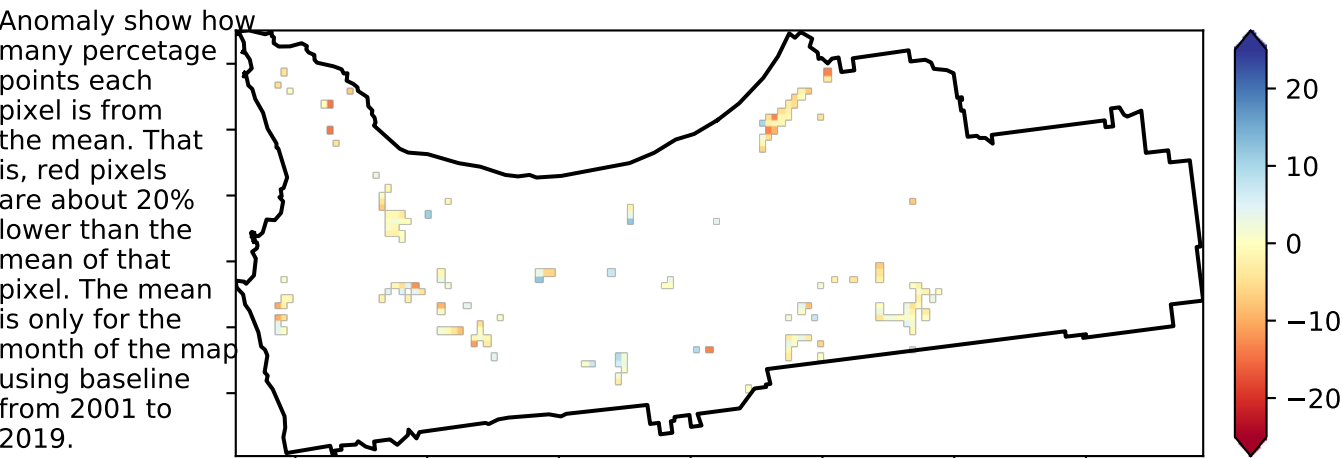 Anomaly show how
many percetage
points each
pixel is from
the mean. That
is, red pixels
are about 20%
lower than the
mean of that
pixel. The mean
is only for the
month of the map
using baseline
from 2001 to
2019.
20
10
0
−10
−20